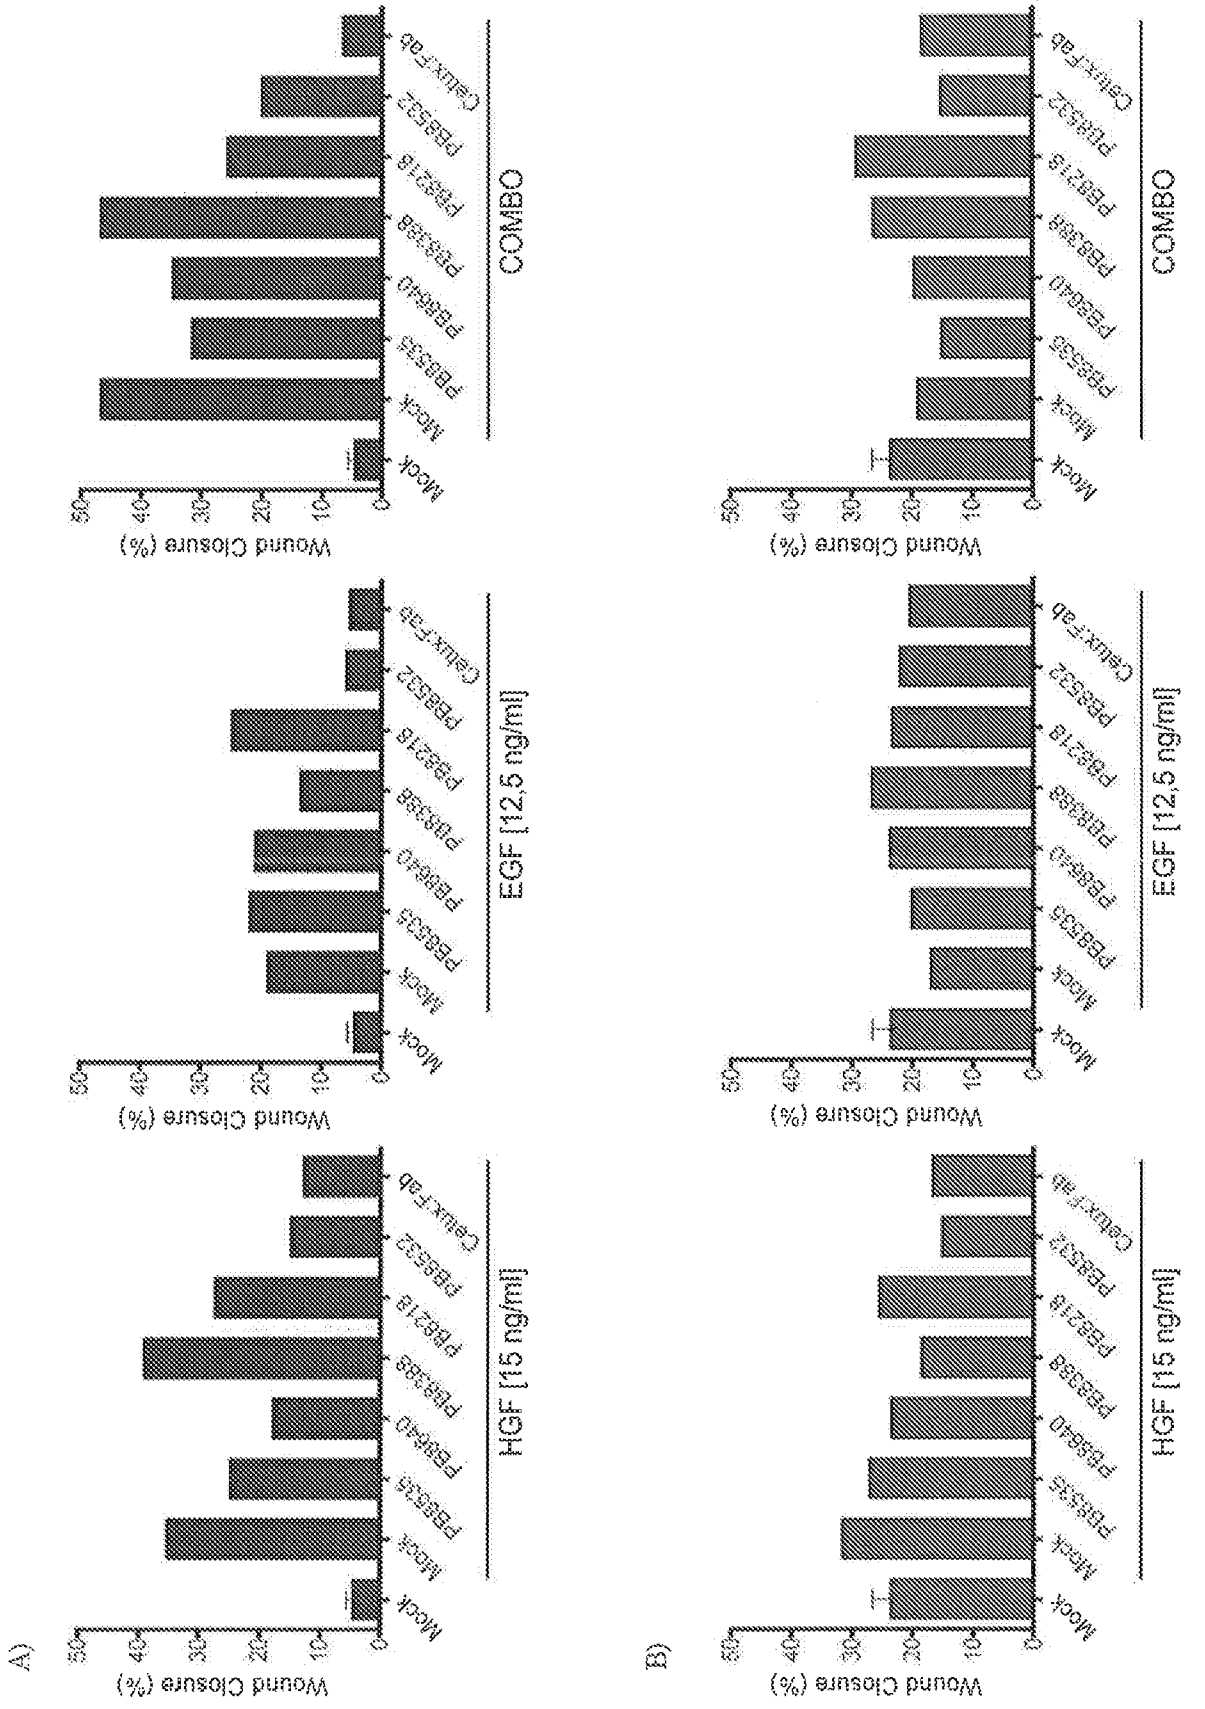 A)
Wound Closure (%)
50
40
30
20
10
0
Mock
Mock
PB8535
PB8640
PB8388
PB8218
PB8532
Cetux:Fab
HGF [15 ng/ml]
Wound Closure (%)
50
40
30
20
10
0
Mock
Mock
PB8535
PB8640
PB8388
PB8218
PB8532
Cetux:Fab
EGF [12,5 ng/ml]
Wound Closure (%)
50
40
30
20
10
0
Mock
Mock
PB8535
PB8640
PB8388
PB8218
PB8532
Cetux:Fab
COMBO
B)
Wound Closure (%)
50
40
30
20
10
0
Mock
Mock
PB8535
PB8640
PB8388
PB8218
PB8532
Cetux:Fab
HGF [15 ng/ml]
Wound Closure (%)
50
40
30
20
10
0
Mock
Mock
PB8535
PB8640
PB8388
PB8218
PB8532
Cetux:Fab
EGF [12,5 ng/ml]
Wound Closure (%)
50
40
30
20
10
0
Mock
Mock
PB8535
PB8640
PB8388
PB8218
PB8532
Cetux:Fab
COMBO